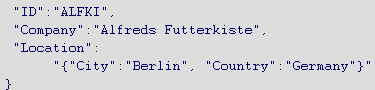 "ID":"ALFKI",
"Company":"Alfreds Futterkiste",
"Location":
"{"City":"Berlin", "Country":"Germany"}"
}